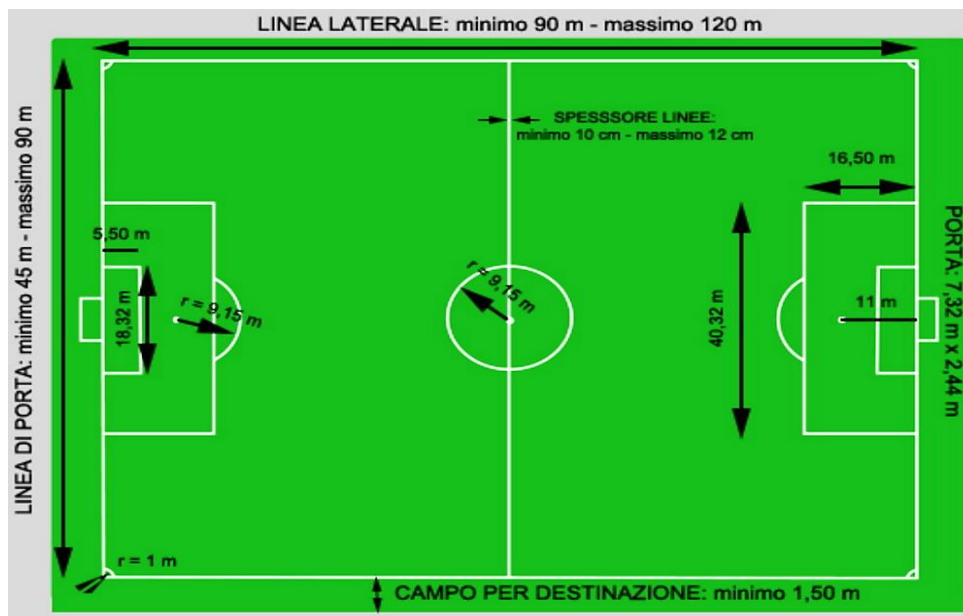 LINEA LATERALE: minimo 90 m - massimo 120 m
LINEA DI PORTA: minimo 45 m - massimo 90 m
SPESSSORE LINEE:
minimo 10 cm - massimo 12 cm
16,50 m
5,50 m
18,32 m
r = 9,15 m
r = 9,15 m
40,32 m
11 m
PORTA: 7,32 m x 2,44 m
r = 1 m
CAMPO PER DESTINAZIONE: minimo 1,50 m